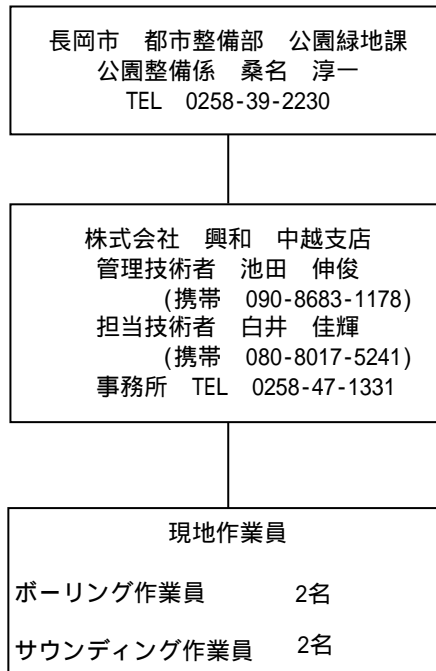 長岡市　都市整備部　公園緑地課
公園整備係　桑名　淳一
TEL　0258-39-2230
株式会社　興和　中越支店
管理技術者　池田　伸俊
(携帯　090-8683-1178)
担当技術者　白井　佳輝
(携帯　080-8017-5241)
事務所　TEL　0258-47-1331
現地作業員
ボーリング作業員　2名
サウンディング作業員　2名